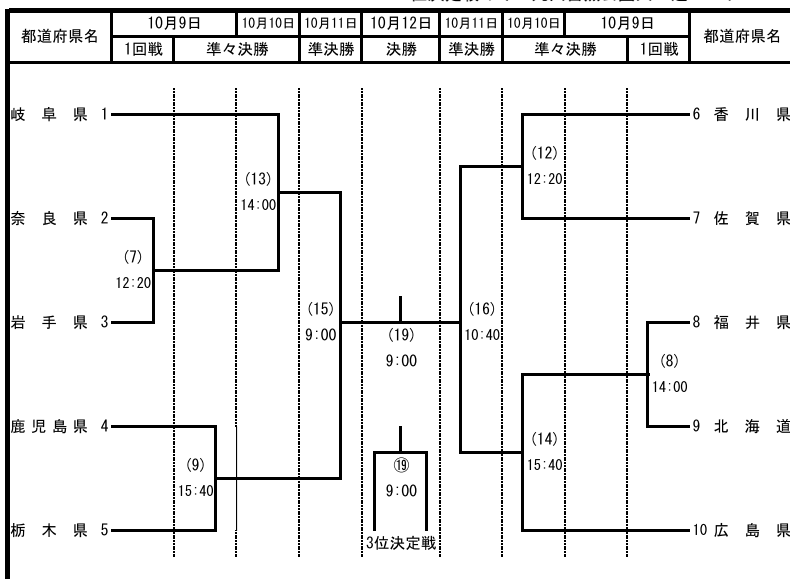 都道府県名 10月9日 10月10日 10月11日 10月12日 10月11日 10月10日 10月9日 都道府県名
1回戦 準々決勝 準決勝 決勝 準決勝 準々決勝 1回戦
岐阜県 1 6 香川県
(12)
(13) 12:20
14:00
奈良県 2 7 佐賀県
(7)
12:20
(15) (16)
岩手県 3 8 福井県
9:00 (19) 10:40
9:00 (8)
14:00
鹿児島県 4 9 北海道
(14)
(9) ⑲ 15:40
15:40 9:00
栃木県 5 10 広島県
3位決定戦